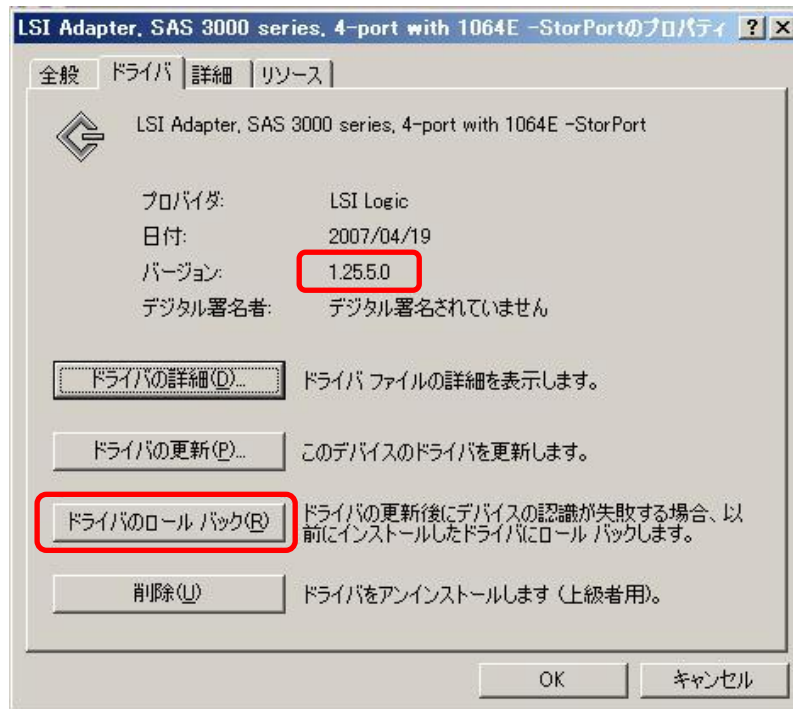 LSI Adapter, SAS 3000 series, 4-port with 1064E -StorPortのプロパティ
全般 ドライバ 詳細 リソース
LSI Adapter, SAS 3000 series, 4-port with 1064E -StorPort
プロバイダ: LSI Logic
日付: 2007/04/19
バージョン: 1.25.5.0
デジタル署名者: デジタル署名されていません
ドライバの詳細(D)... ドライバ ファイルの詳細を表示します。
ドライバの更新(P)... このデバイスのドライバを更新します。
ドライバのロール バック(R) ドライバの更新後にデバイスの認識が失敗する場合、以
前にインストールしたドライバにロール バックします。
削除(U) ドライバをアンインストールします (上級者用)。
OK キャンセル